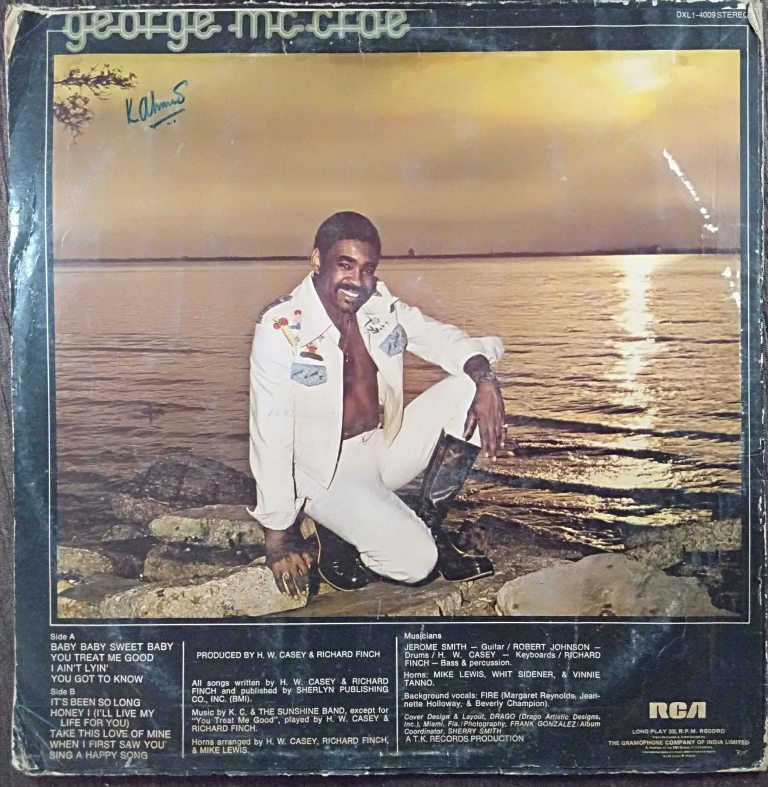 george mc crae
DXL1-4009 STEREO
K. Ahmed
Side A
BABY BABY SWEET BABY
YOU TREAT ME GOOD
I AIN'T LYIN'
YOU GOT TO KNOW
Side B
IT'S BEEN SO LONG
HONEY I (I'LL LIVE MY
LIFE FOR YOU)
TAKE THIS LOVE OF MINE
WHEN I FIRST SAW YOU
SING A HAPPY SONG
PRODUCED BY H. W. CASEY & RICHARD FINCH
All songs written by H. W. CASEY & RICHARD
FINCH and published by SHERLYN PUBLISHING
CO., INC. (BMI).
Music by K. C. & THE SUNSHINE BAND, except for
"You Treat Me Good", played by H. W. CASEY &
RICHARD FINCH.
Horns arranged by H. W. CASEY, RICHARD FINCH,
& MIKE LEWIS.
Musicians
JEROME SMITH — Guitar / ROBERT JOHNSON —
Drums / H. W. CASEY — Keyboards / RICHARD
FINCH — Bass & percussion.
Horns: MIKE LEWIS, WHIT SIDENER, & VINNIE
TANNO.
Background vocals: FIRE (Margaret Reynolds, Jean-
nette Holloway, & Beverly Champion).
Cover Design & Layout, DRAGO (Drago Artistic Designs,
Inc.), Miami, Fla./Photography, FRANK GONZALEZ/Album
Coordinator, SHERRY SMITH
A T.K. RECORDS PRODUCTION
RCA
LONG PLAY 33⅓ R.P.M. RECORD
manufactured & distributed by
THE GRAMOPHONE COMPANY OF INDIA LIMITED